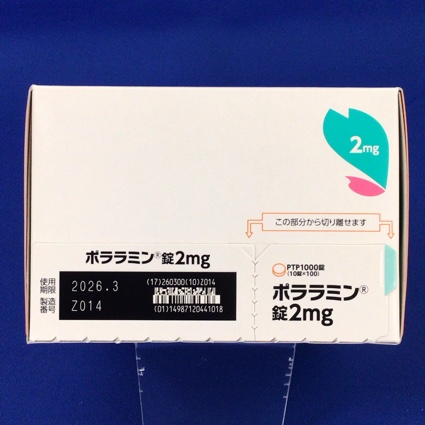 2mg
この部分から切り離せます
ポララミン®錠2mg
使用
期限
2026.3
製造
番号
Z014
(17)260300(10)Z014
(01)14987120441018
PTP1000錠
(10錠×100)
ポララミン®
錠2mg